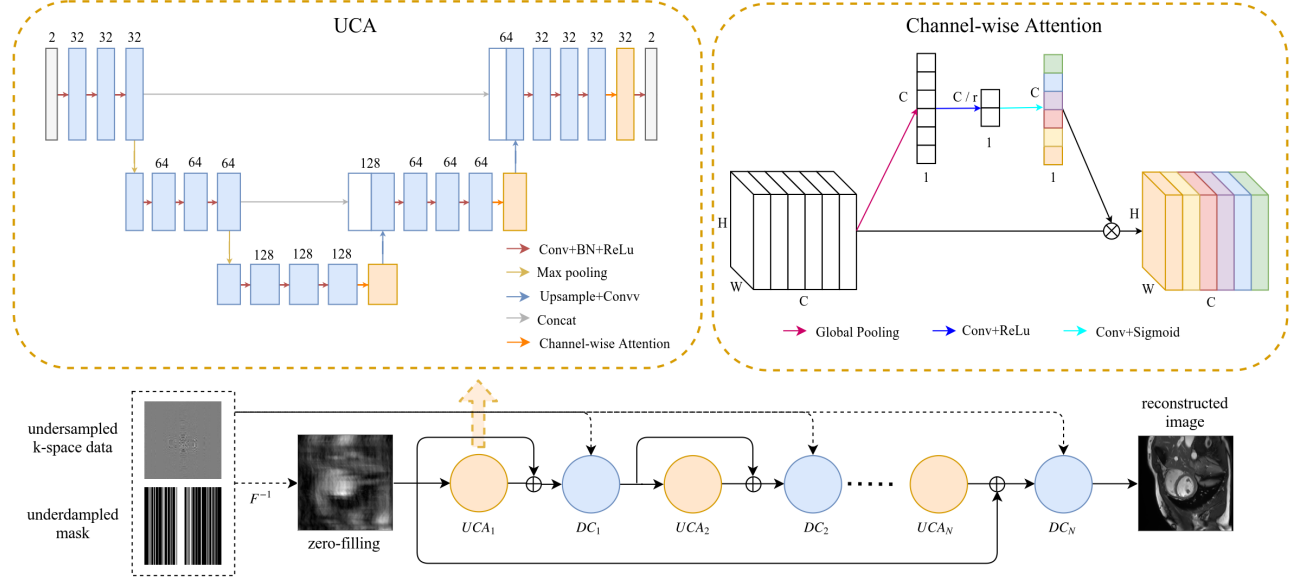 UCA
2 32 32 32 64 32 32 32 32 2
64 64 64 128 64 64 64
128 128 128
Conv+BN+ReLu
Max pooling
Upsample+Convv
Concat
Channel-wise Attention
Channel-wise Attention
C C / r C
1 1 1
H W C
H W C
Global Pooling Conv+ReLu Conv+Sigmoid
undersampled
k-space data
underdampled
mask
F⁻¹
zero-filling
UCA₁ DC₁ UCA₂ DC₂ UCA_N DC_N
reconstructed
image